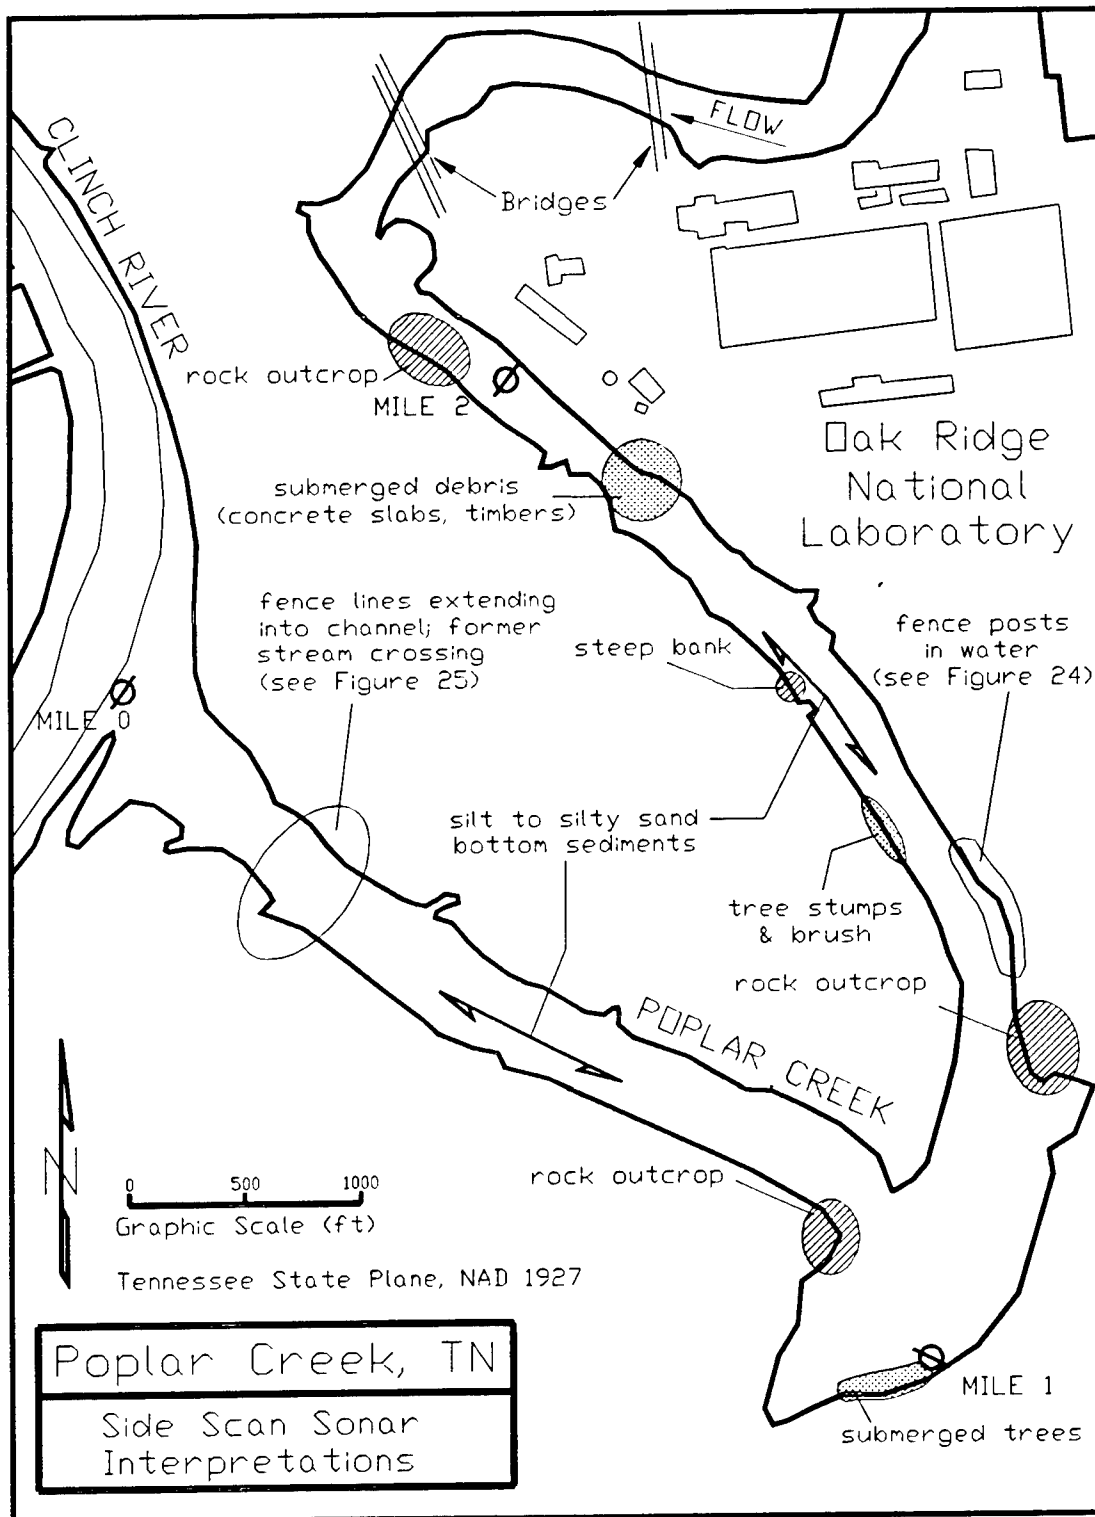 FLOW
CLINCH RIVER
Bridges
rock outcrop
MILE 2
Oak Ridge
National
Laboratory
submerged debris
(concrete slabs, timbers)
fence lines extending
into channel; former
stream crossing
(see Figure 25)
steep bank
fence posts
in water
(see Figure 24)
MILE 0
silt to silty sand
bottom sediments
tree stumps
& brush
rock outcrop
POPLAR CREEK
N
rock outcrop
0 500 1000
Graphic Scale (ft)
Tennessee State Plane, NAD 1927
Poplar Creek, TN
Side Scan Sonar
Interpretations
MILE 1
submerged trees